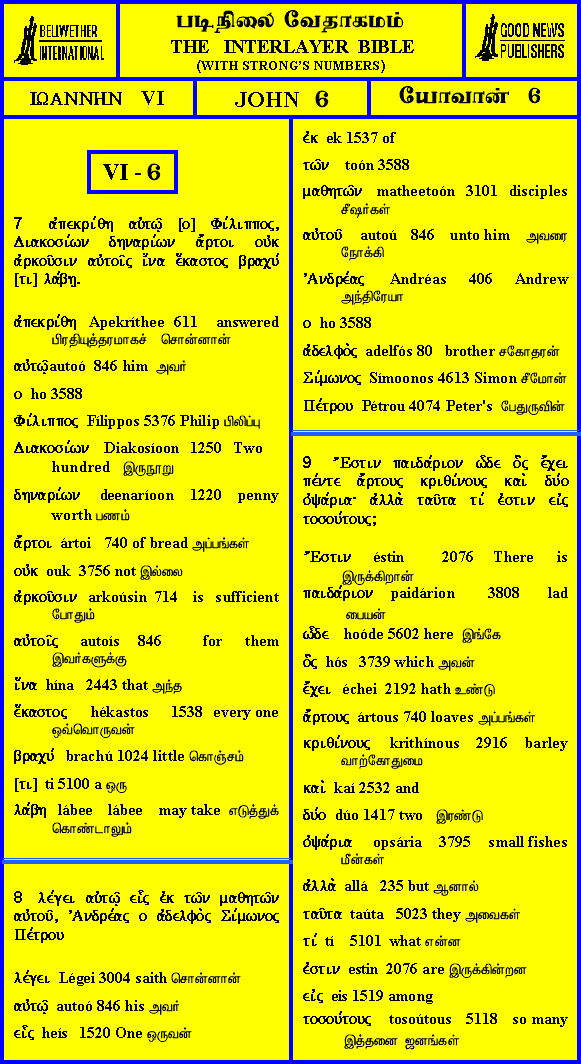 BELLWETHER
INTERNATIONAL
படிநிலை வேதாகமம்
THE INTERLAYER BIBLE
(WITH STRONG'S NUMBERS)
GOOD NEWS
PUBLISHERS
ΙΩΑΝΝΗΝ VI
JOHN 6
யோவான் 6
VI - 6
7 ἀπεκρίθη αὐτῷ [ο] Φίλιππος,
Διακοσίων δηναρίων ἄρτοι οὐκ
ἀρκοῦσιν αὐτοῖς ἵνα ἕκαστος βραχύ
[τι] λάβῃ.
ἀπεκρίθη Apekríthee 611 answered
பிரதியுத்தரமாகச் சொன்னான்
αὐτῷ autoó 846 him அவர்
ο ho 3588
Φίλιππος Fílippos 5376 Philip பிலிப்பு
Διακοσίων Diakosíoon 1250 Two
hundred இருநூறு
δηναρίων deenaríoon 1220 penny
worth பணம்
ἄρτοι ártoi 740 of bread அப்பங்கள்
οὐκ ouk 3756 not இல்லை
ἀρκοῦσιν arkoúsin 714 is sufficient
போதும்
αὐτοῖς autoís 846 for them
இவர்களுக்கு
ἵνα hína 2443 that அந்த
ἕκαστος hékastos 1538 every one
ஒவ்வொருவன்
βραχύ brachú 1024 little கொஞ்சம்
[τι] ti 5100 a ஒரு
λάβη lábee lábee may take எடுத்துக்
கொண்டாலும்
8 λέγει αὐτῷ εἷς ἐκ τῶν μαθητῶν
αὐτοῦ, Ἀνδρέας ο ἀδελφὸς Σίμωνος
Πέτρου
λέγει Légei 3004 saith சொன்னான்
αὐτῷ autoó 846 his அவர்
εἷς heís 1520 One ஒருவன்
ἐκ ek 1537 of
τῶν toón 3588
μαθητῶν matheetoón 3101 disciples
சீஷர்கள்
αὐτοῦ autoú 846 unto him அவரை
நோக்கி
Ἀνδρέας Andréas 406 Andrew
அந்திரேயா
ο ho 3588
ἀδελφὸς adelfós 80 brother சகோதரன்
Σίμωνος Símoonos 4613 Simon சீமோன்
Πέτρου Pétrou 4074 Peter's பேதுருவின்
9 Ἔστιν παιδάριον ὧδε ὃς ἔχει
πέντε ἄρτους κριθίνους καὶ δύο
ὀψάρια· ἀλλὰ ταῦτα τί ἐστιν εἰς
τοσούτους;
Ἔστιν éstin 2076 There is
இருக்கிறான்
παιδάριον paidárion 3808 lad
பையன்
ὧδε hoóde 5602 here இங்கே
ὃς hós 3739 which அவன்
ἔχει échei 2192 hath உண்டு
ἄρτους ártous 740 loaves அப்பங்கள்
κριθίνους krithínous 2916 barley
வாற்கோதுமை
καὶ kaí 2532 and
δύο dúo 1417 two இரண்டு
ὀψάρια opsária 3795 small fishes
மீன்கள்
ἀλλὰ allá 235 but ஆனால்
ταῦτα taúta 5023 they அவைகள்
τί tí 5101 what என்ன
ἐστιν estin 2076 are இருக்கின்றன
εἰς eis 1519 among
τοσούτους tosoútous 5118 so many
இத்தனை ஜனங்கள்